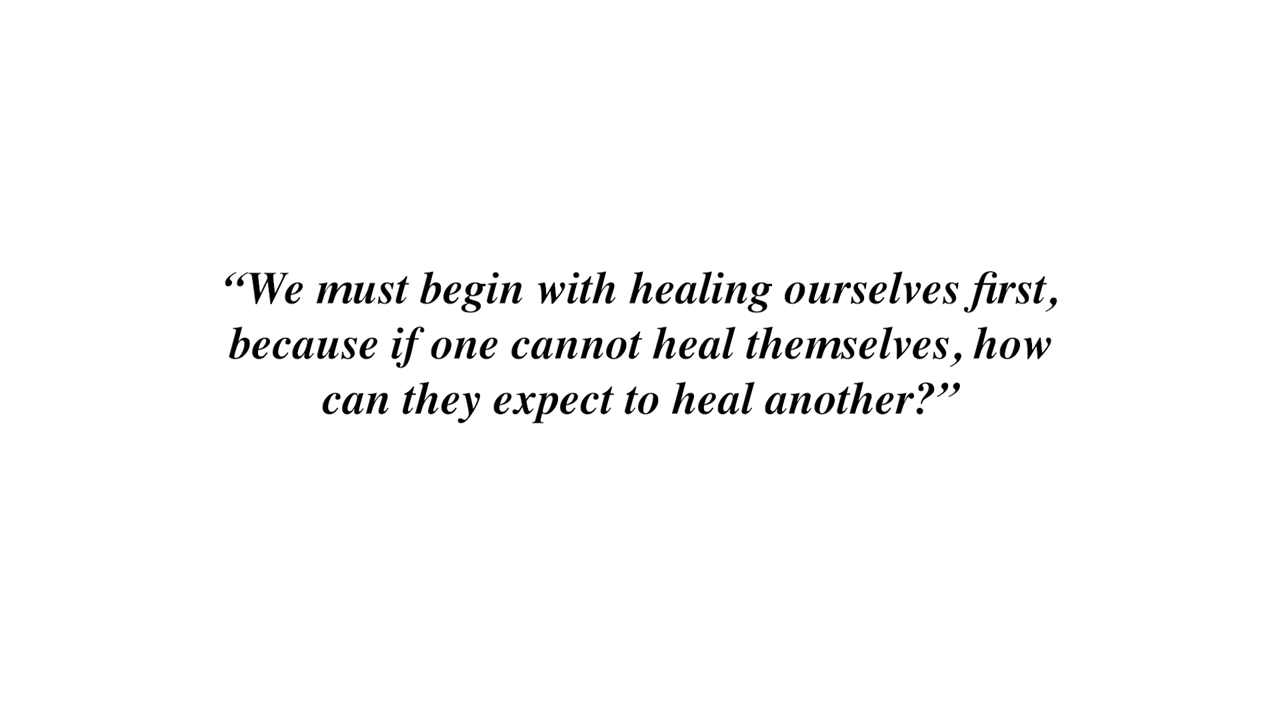 “We must begin with healing ourselves first,
because if one cannot heal themselves, how
can they expect to heal another?”